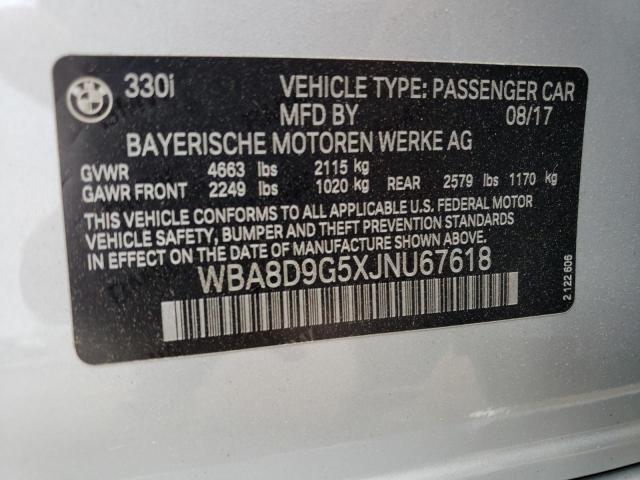 330i VEHICLE TYPE: PASSENGER CAR
MFD BY 08/17
BAYERISCHE MOTOREN WERKE AG
GVWR 4663 lbs 2115 kg
GAWR FRONT 2249 lbs 1020 kg REAR 2579 lbs 1170 kg
THIS VEHICLE CONFORMS TO ALL APPLICABLE U.S. FEDERAL MOTOR
VEHICLE SAFETY, BUMPER AND THEFT PREVENTION STANDARDS
IN EFFECT ON THE DATE OF MANUFACTURE SHOWN ABOVE.
WBA8D9G5XJNU67618
2 122 606